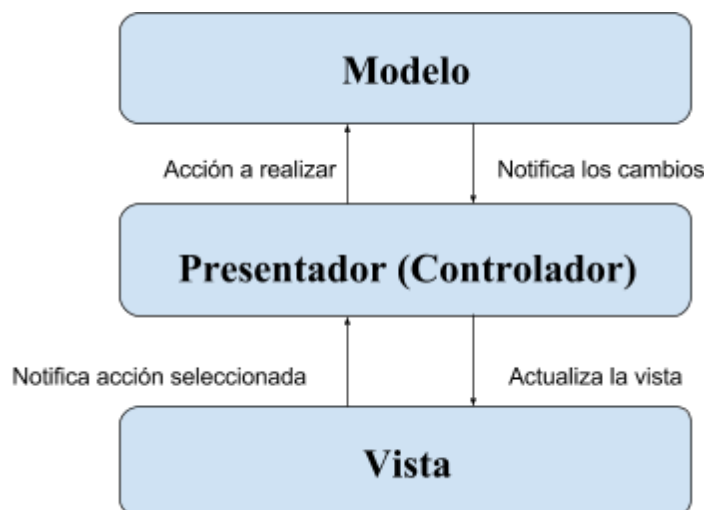 Modelo
Acción a realizar
Notifica los cambios
Presentador (Controlador)
Notifica acción seleccionada
Actualiza la vista
Vista